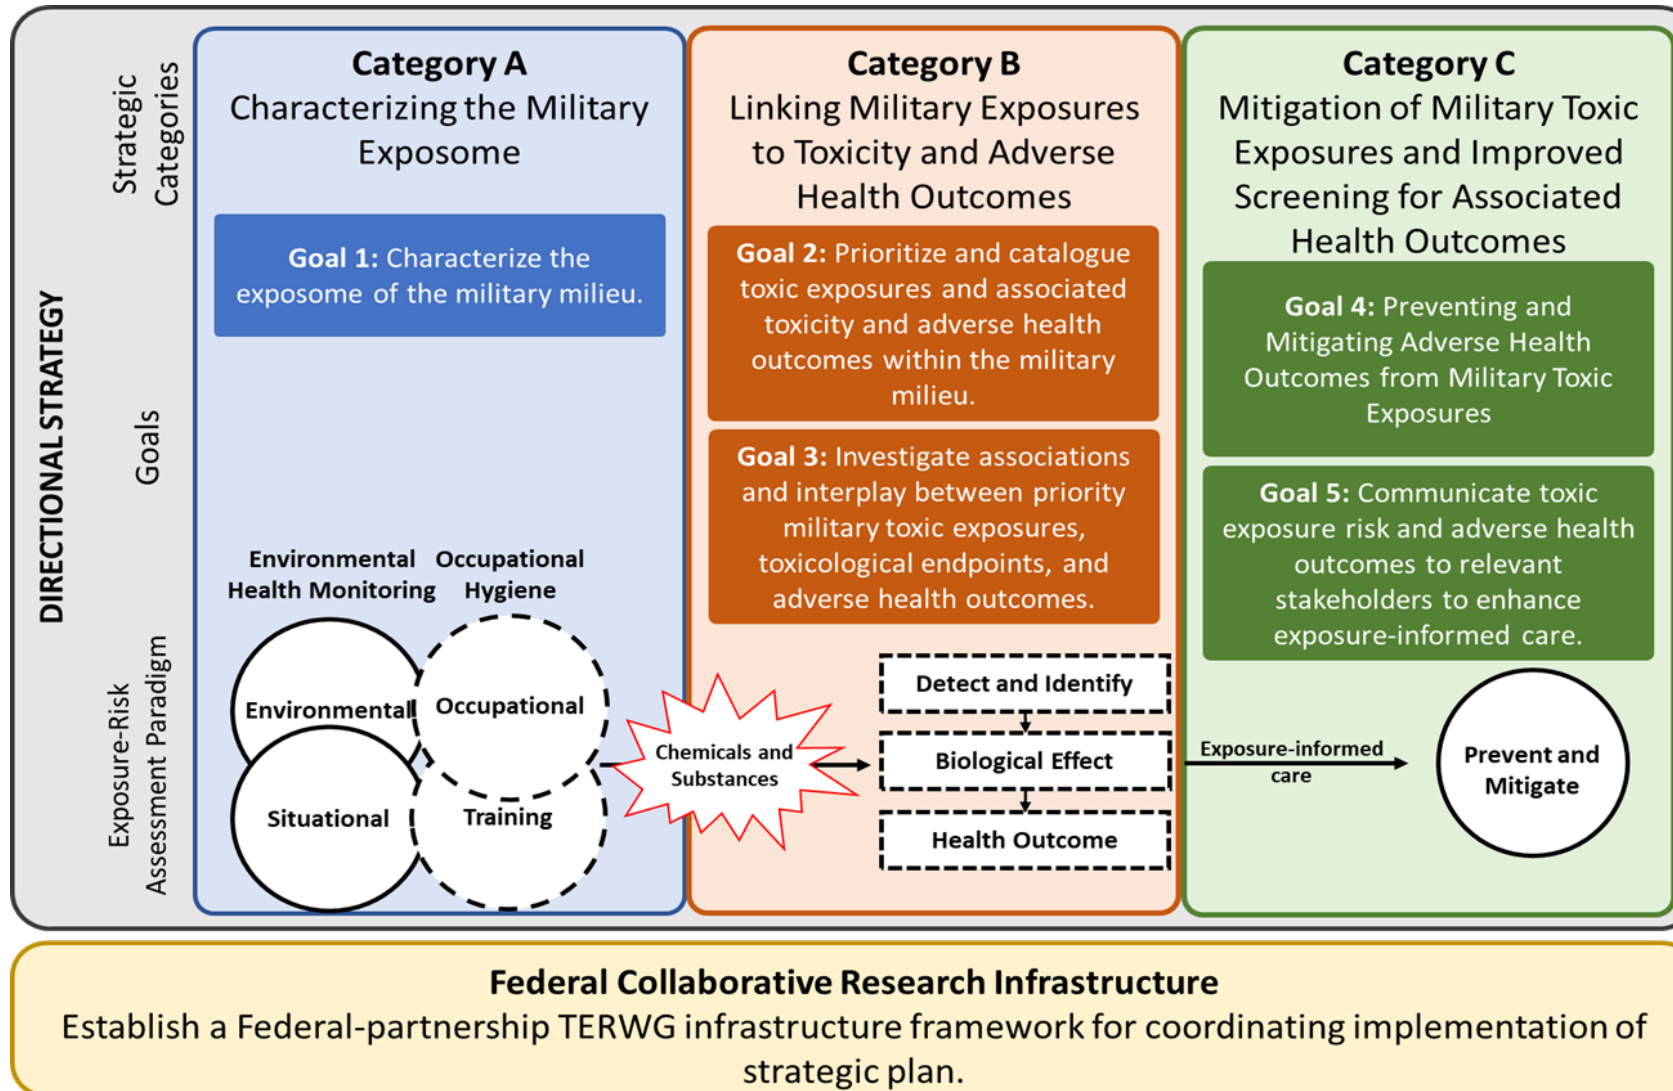 DIRECTIONAL STRATEGY
Strategic
Categories
Goals
Exposure-Risk
Assessment Paradigm
Category A
Characterizing the Military
Exposome
Goal 1: Characterize the
exposome of the military milieu.
Environmental
Health Monitoring
Occupational
Hygiene
Environmental
Occupational
Situational
Training
Chemicals and
Substances
Category B
Linking Military Exposures
to Toxicity and Adverse
Health Outcomes
Goal 2: Prioritize and catalogue
toxic exposures and associated
toxicity and adverse health
outcomes within the military
milieu.
Goal 3: Investigate associations
and interplay between priority
military toxic exposures,
toxicological endpoints, and
adverse health outcomes.
Detect and Identify
Biological Effect
Health Outcome
Category C
Mitigation of Military Toxic
Exposures and Improved
Screening for Associated
Health Outcomes
Goal 4: Preventing and
Mitigating Adverse Health
Outcomes from Military Toxic
Exposures
Goal 5: Communicate toxic
exposure risk and adverse health
outcomes to relevant
stakeholders to enhance
exposure-informed care.
Exposure-informed
care
Prevent and
Mitigate
Federal Collaborative Research Infrastructure
Establish a Federal-partnership TERWG infrastructure framework for coordinating implementation of
strategic plan.